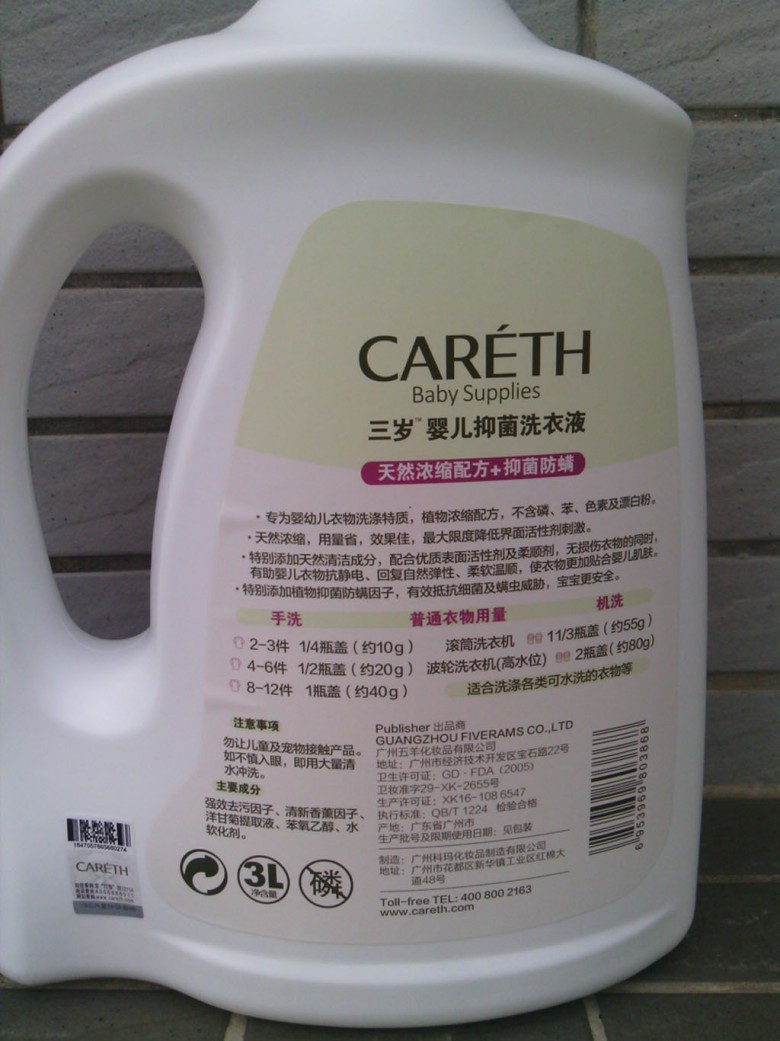 CARÉTH
Baby Supplies
三岁™ 婴儿抑菌洗衣液
天然浓缩配方+抑菌防螨
·专为婴幼儿衣物洗涤特质，植物浓缩配方，不含磷、苯、色素及漂白粉。
·天然浓缩，用量省，效果佳，最大限度降低界面活性剂刺激。
·特别添加天然清洁成分，配合优质表面活性剂及柔顺剂，无损伤衣物的同时，
有助婴儿衣物抗静电、回复自然弹性、柔软温顺，使衣物更加贴合婴儿肌肤。
·特别添加植物抑菌防螨因子，有效抵抗细菌及螨虫威胁，宝宝更安全。
手洗 普通衣物用量 机洗
2-3件 1/4瓶盖（约10g） 滚筒洗衣机 11/3瓶盖（约55g）
4-6件 1/2瓶盖（约20g） 波轮洗衣机(高水位) 2瓶盖（约80g）
8-12件 1瓶盖（约40g） 适合洗涤各类可水洗的衣物等
注意事项
勿让儿童及宠物接触产品。
如不慎入眼，即用大量清
水冲洗。
主要成分
强效去污因子、清新香薰因子、
洋甘菊提取液、苯氧乙醇、水
软化剂。
3L
净含量
磷
Publisher 出品商
GUANGZHOU FIVERAMS CO.,LTD
广州五羊化妆品有限公司
地址：广州市经济技术开发区宝石路22号
卫生许可证：GD·FDA（2005）
卫妆准字29-XK-2655号
生产许可证：XK16-108 6547
执行标准：QB/T 1224 检验合格
产地：广东省广州市
生产批号及限期使用日期：见包装
制造：广州科玛化妆品制造有限公司
地址：广州市花都区新华镇工业区红棉大
道48号
Toll-free TEL: 400 800 2163
www.careth.com
6 953969 803868
CARÉTH